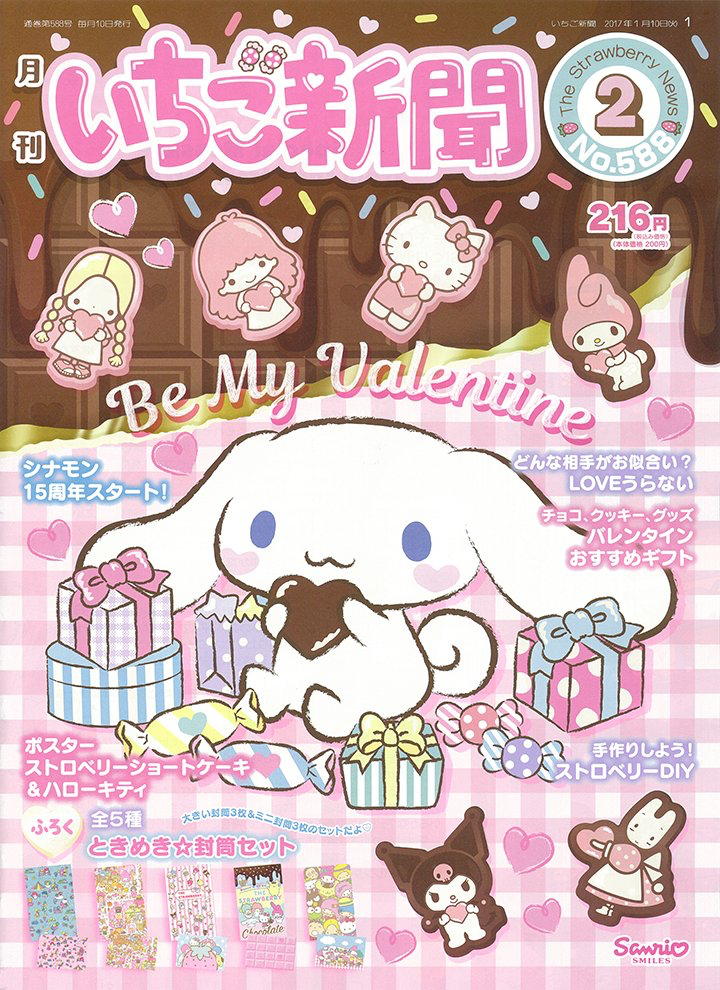 通巻第588号 毎月10日発行
いちご新聞 2017年1月10日(火) 1
月刊
いちご新聞
The Strawberry News
2
No.588
216円
(税込み価格)
(本体価格 200円)
Be My Valentine
シナモン
15周年スタート!
どんな相手がお似合い?
LOVEうらない
チョコ、クッキー、グッズ
バレンタイン
おすすめギフト
ポスター
ストロベリーショートケーキ
&ハローキティ
手作りしよう!
ストロベリーDIY
ふろく
全5種
大きい封筒3枚&ミニ封筒3枚のセットだよ♡
ときめき☆封筒セット
THE
STRAWBERRY
Chocolate
Sanrio
SMILES